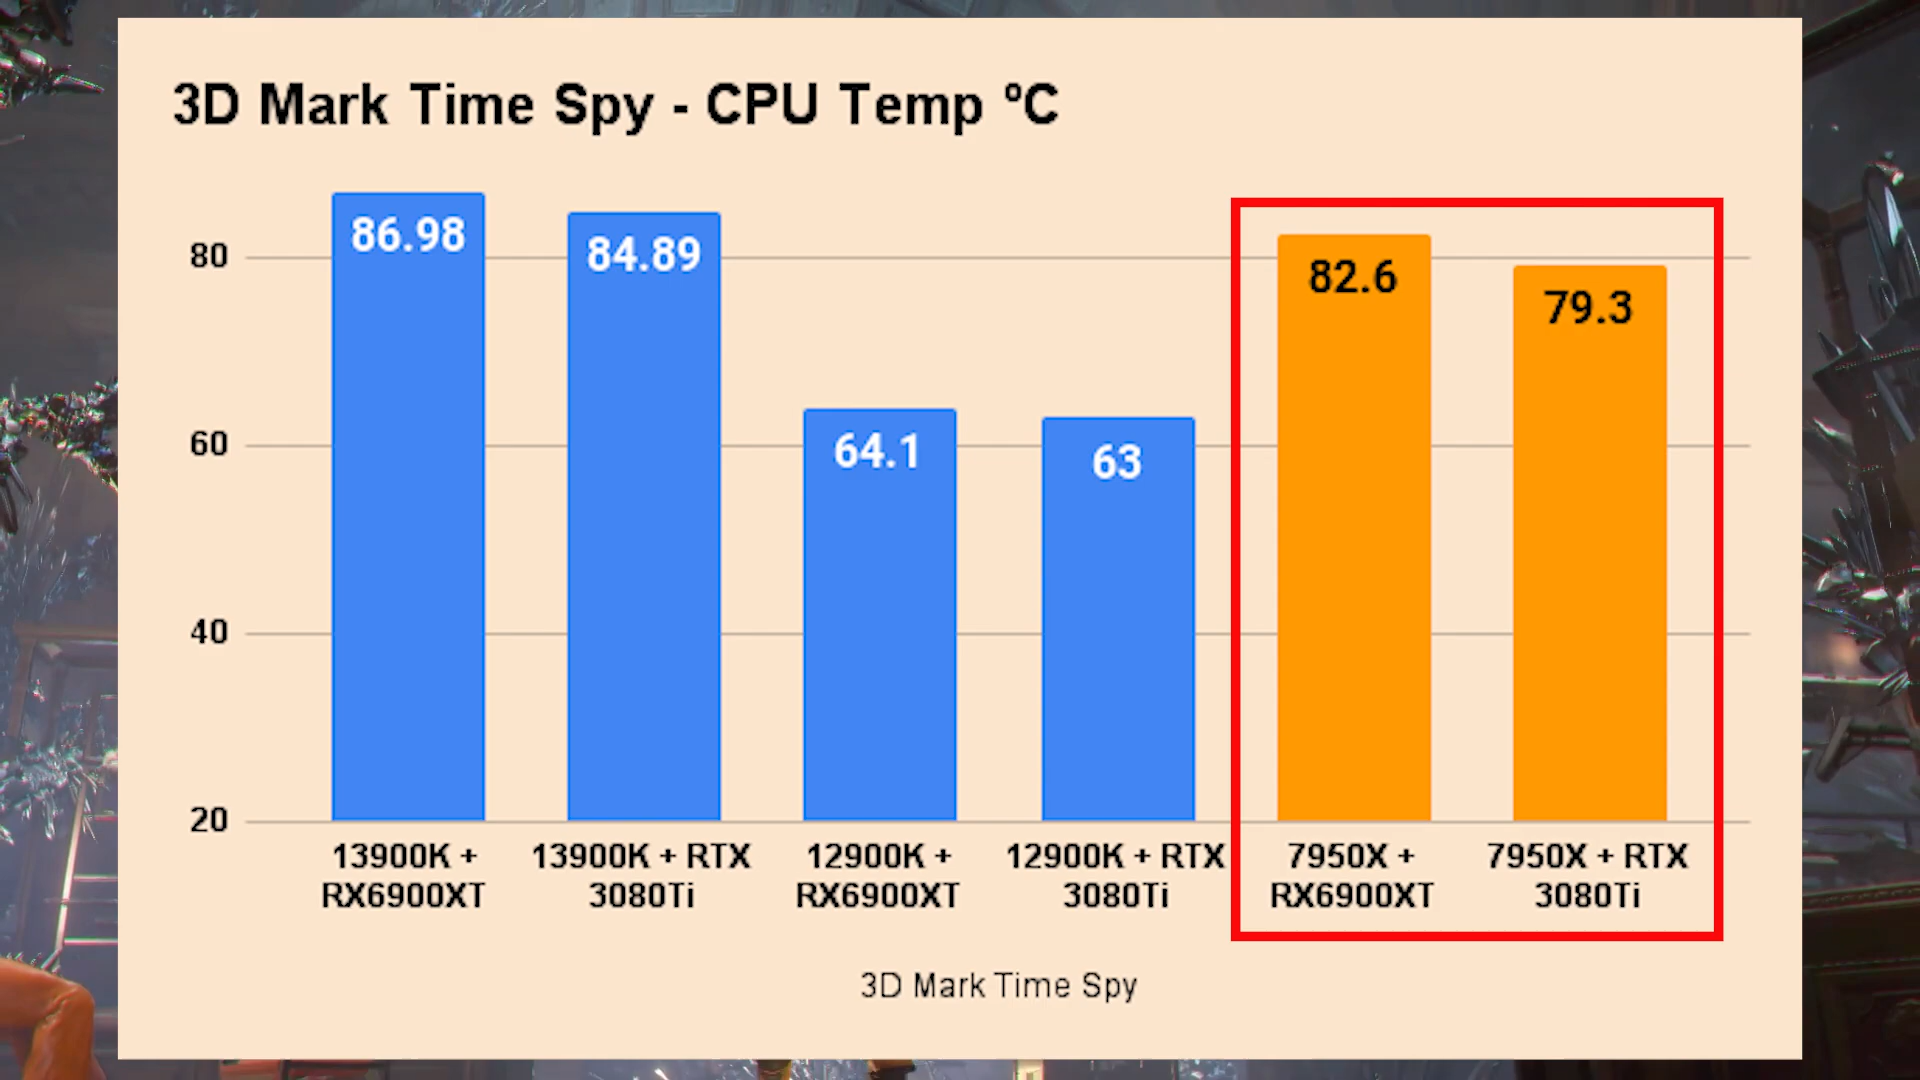 3D Mark Time Spy - CPU Temp ºC
86.98
84.89
64.1
63
82.6
79.3
80
60
40
20
13900K +
RX6900XT
13900K + RTX
3080Ti
12900K +
RX6900XT
12900K + RTX
3080Ti
7950X +
RX6900XT
7950X + RTX
3080Ti
3D Mark Time Spy